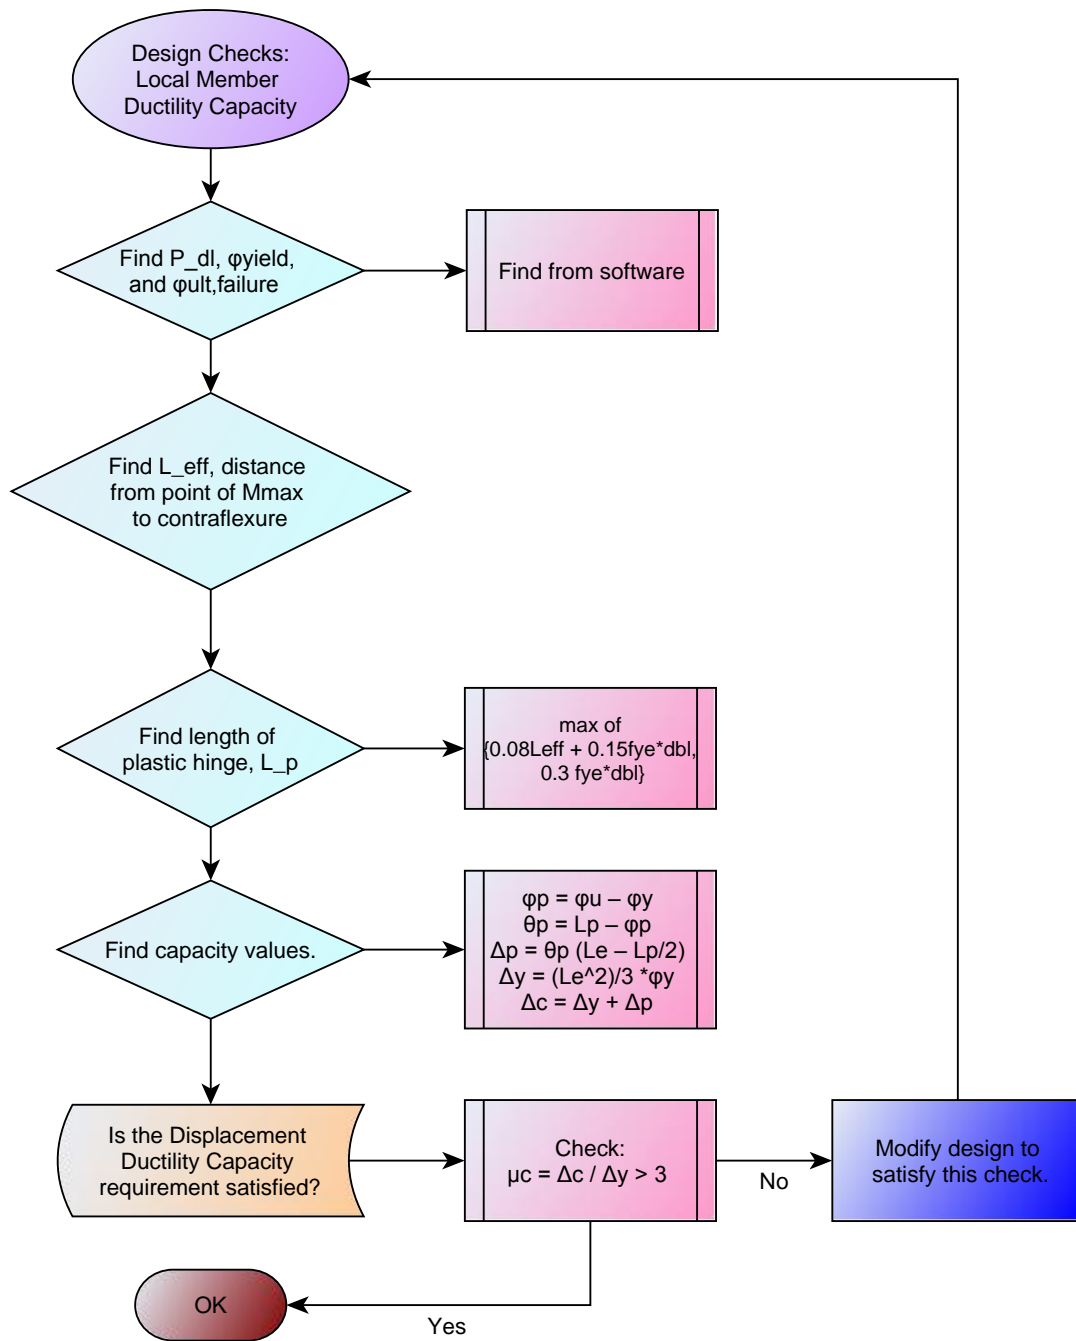 Design Checks:
Local Member
Ductility Capacity
Find P_dl, φyield,
and φult,failure
Find from software
Find L_eff, distance
from point of Mmax
to contraflexure
Find length of
plastic hinge, L_p
max of
{0.08Leff + 0.15fye*dbl,
0.3 fye*dbl}
Find capacity values.
φp = φu – φy
θp = Lp – φp
Δp = θp (Le – Lp/2)
Δy = (Le^2)/3 *φy
Δc = Δy + Δp
Is the Displacement
Ductility Capacity
requirement satisfied?
Check:
μc = Δc / Δy > 3
No
Modify design to
satisfy this check.
OK
Yes